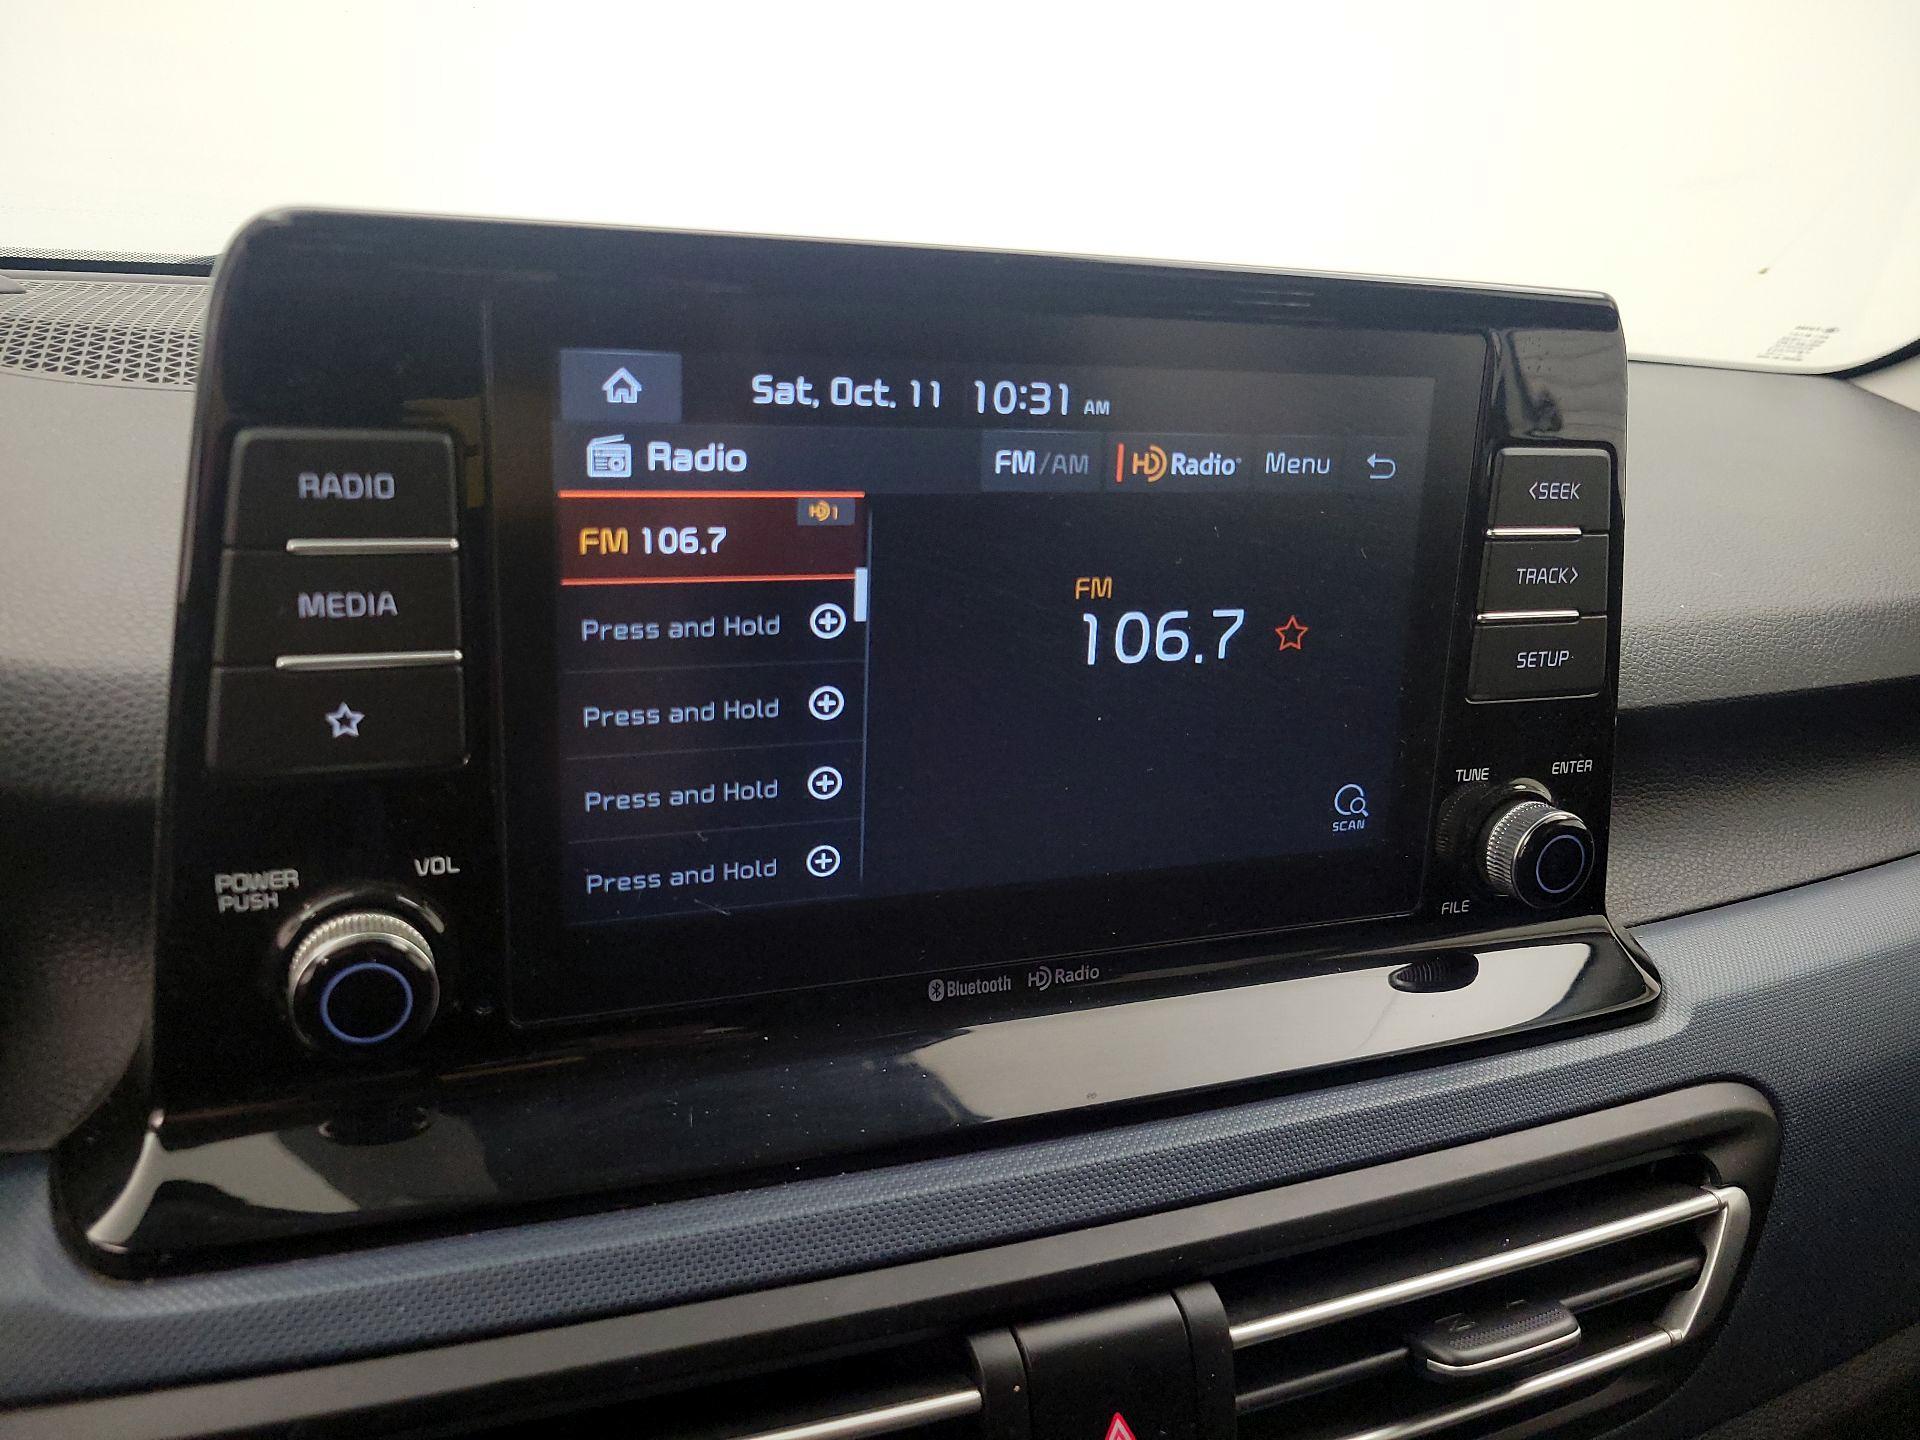 Sat, Oct. 11 10:31 AM
Radio FM/AM HD Radio Menu
FM 106.7 HD1
Press and Hold
Press and Hold
Press and Hold
Press and Hold
FM
106.7
SCAN
RADIO
MEDIA
POWER
PUSH
VOL
<SEEK
TRACK>
SETUP
TUNE
ENTER
FILE
Bluetooth HD Radio